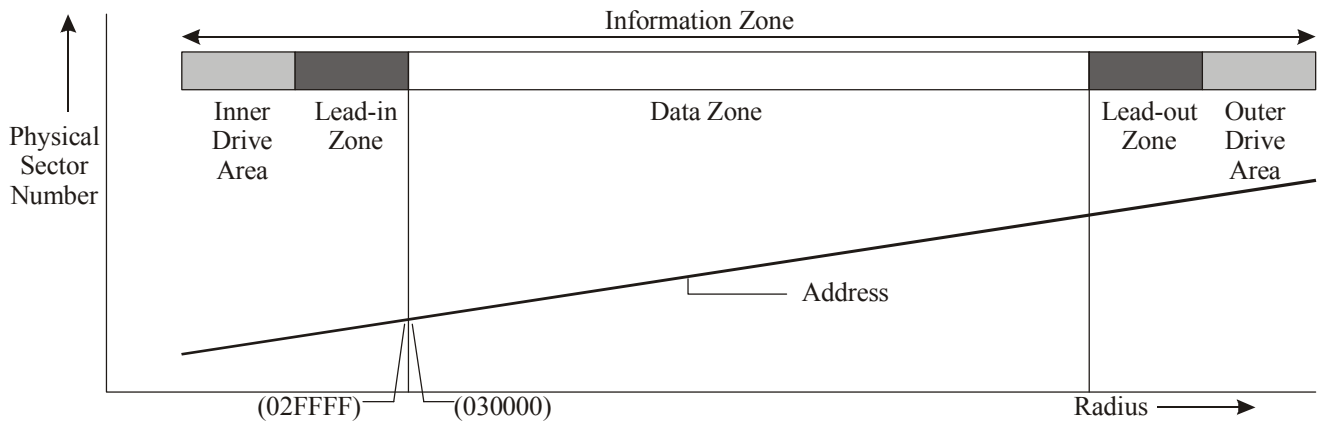 Information Zone
Inner
Drive
Area
Lead-in
Zone
Data Zone
Lead-out
Zone
Outer
Drive
Area
Physical
Sector
Number
Address
(02FFFF)
(030000)
Radius